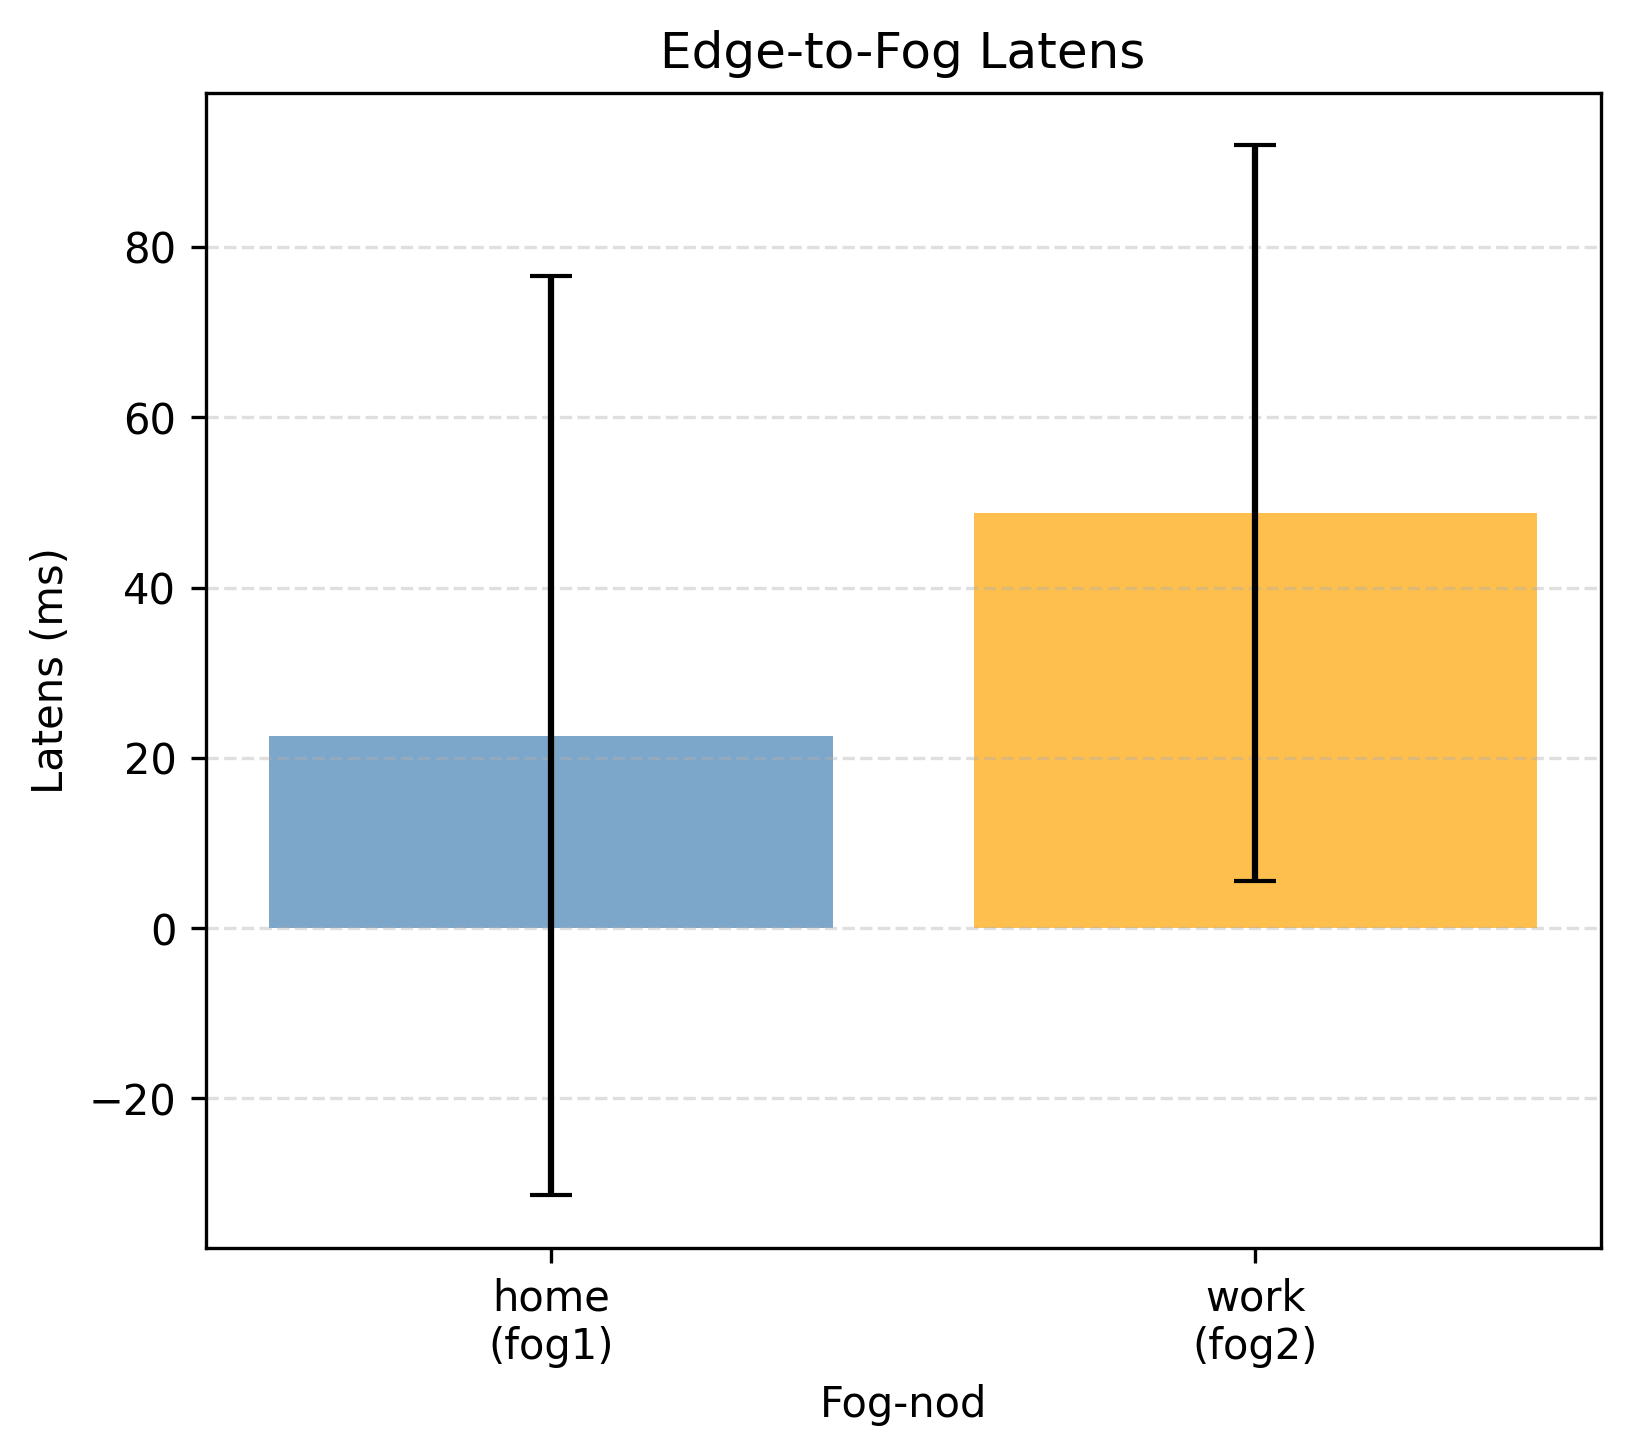 Edge-to-Fog Latens
Latens (ms)
80
60
40
20
0
−20
home
(fog1)
work
(fog2)
Fog-nod